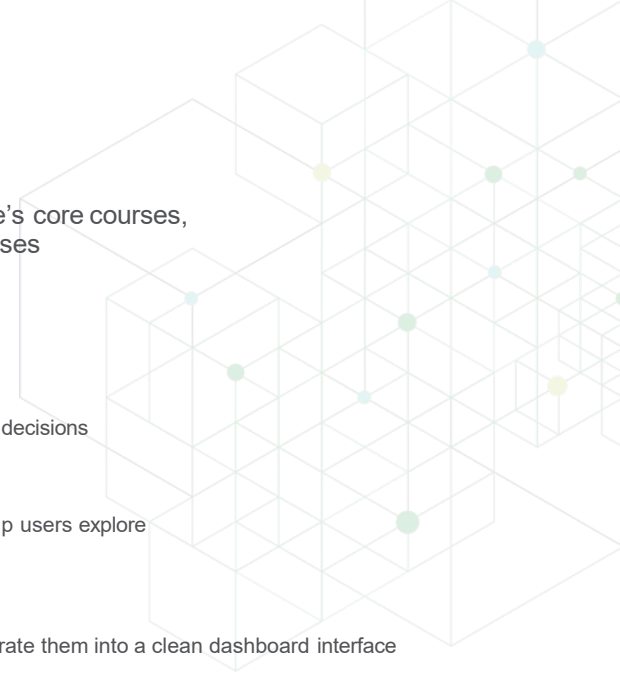 e’s core courses,
ses
decisions
p users explore
rate them into a clean dashboard interface